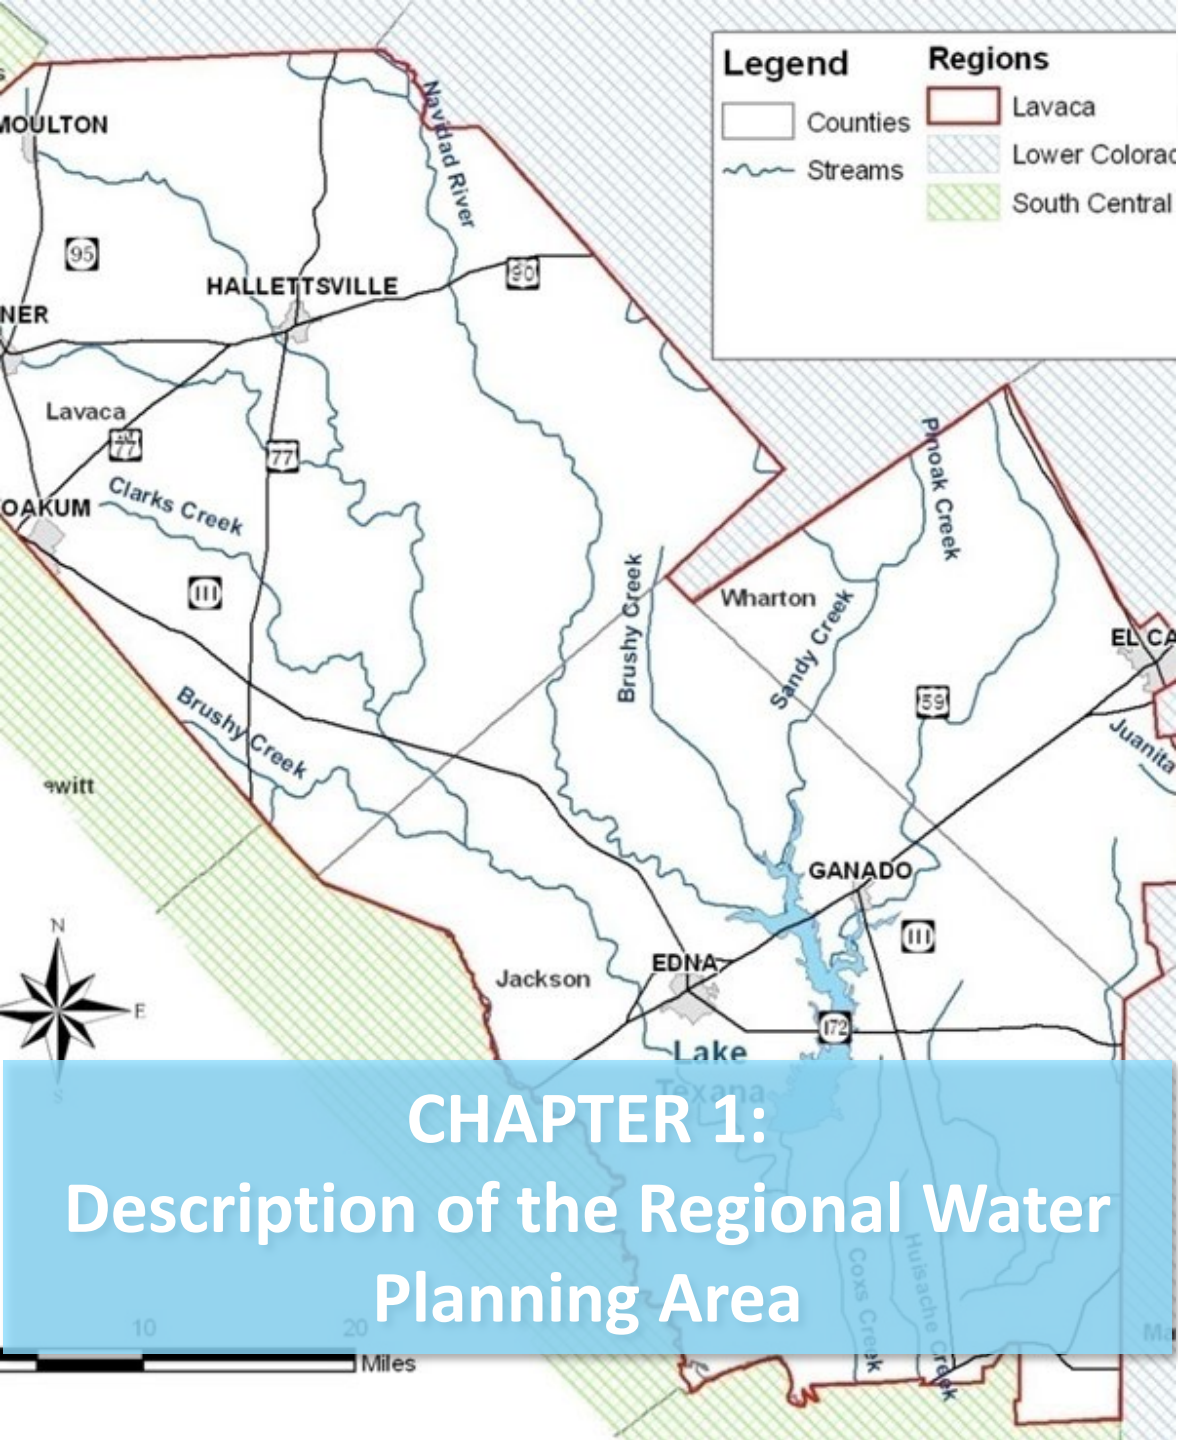 s
MOULTON
Navidad River
Legend
Counties
Streams
Regions
Lavaca
Lower Colorad
South Central
95
HALLETTSVILLE
90
NER
Lavaca
77
77
OAKUM
Clarks Creek
111
Pinoak Creek
Brushy Creek
Wharton
Sandy Creek
EL CA
59
Juanita
Brushy Creek
ewitt
GANADO
111
N
E
S
EDNA
Jackson
172
Lake
Texana
CHAPTER 1:
Description of the Regional Water
Planning Area
Coxs Creek
Huisache Creek
Ma
10
20
Miles